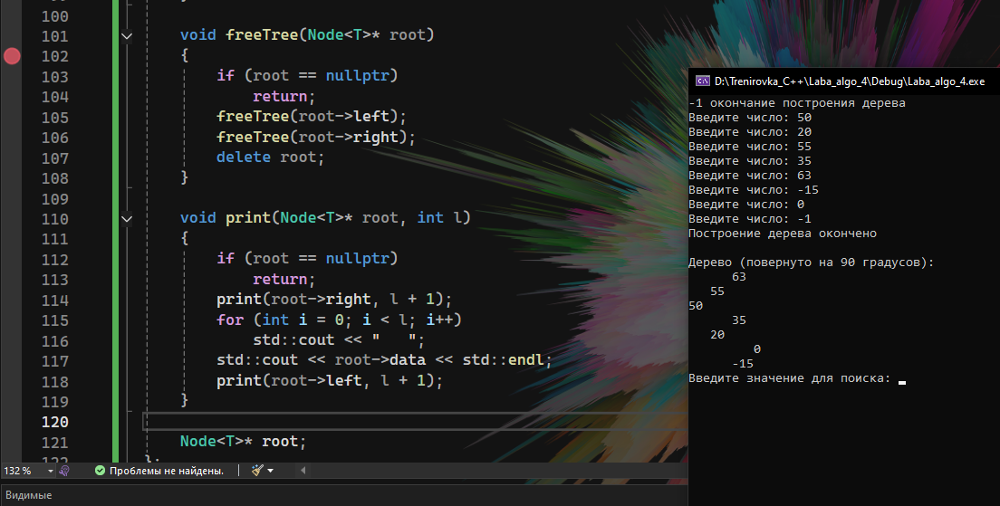 100
101 void freeTree(Node<T>* root)
102 {
103 if (root == nullptr)
104 return;
105 freeTree(root->left);
106 freeTree(root->right);
107 delete root;
108 }
109
110 void print(Node<T>* root, int l)
111 {
112 if (root == nullptr)
113 return;
114 print(root->right, l + 1);
115 for (int i = 0; i < l; i++)
116 std::cout << "   ";
117 std::cout << root->data << std::endl;
118 print(root->left, l + 1);
119 }
120
121 Node<T>* root;
122 };
132 % Проблемы не найдены.
Видимые
D:\Trenirovka_C++\Laba_algo_4\Debug\Laba_algo_4.exe
-1 окончание построения дерева
Введите число: 50
Введите число: 20
Введите число: 55
Введите число: 35
Введите число: 63
Введите число: -15
Введите число: 0
Введите число: -1
Построение дерева окончено
Дерево (повернуто на 90 градусов):
63
55
50
35
20
0
-15
Введите значение для поиска: